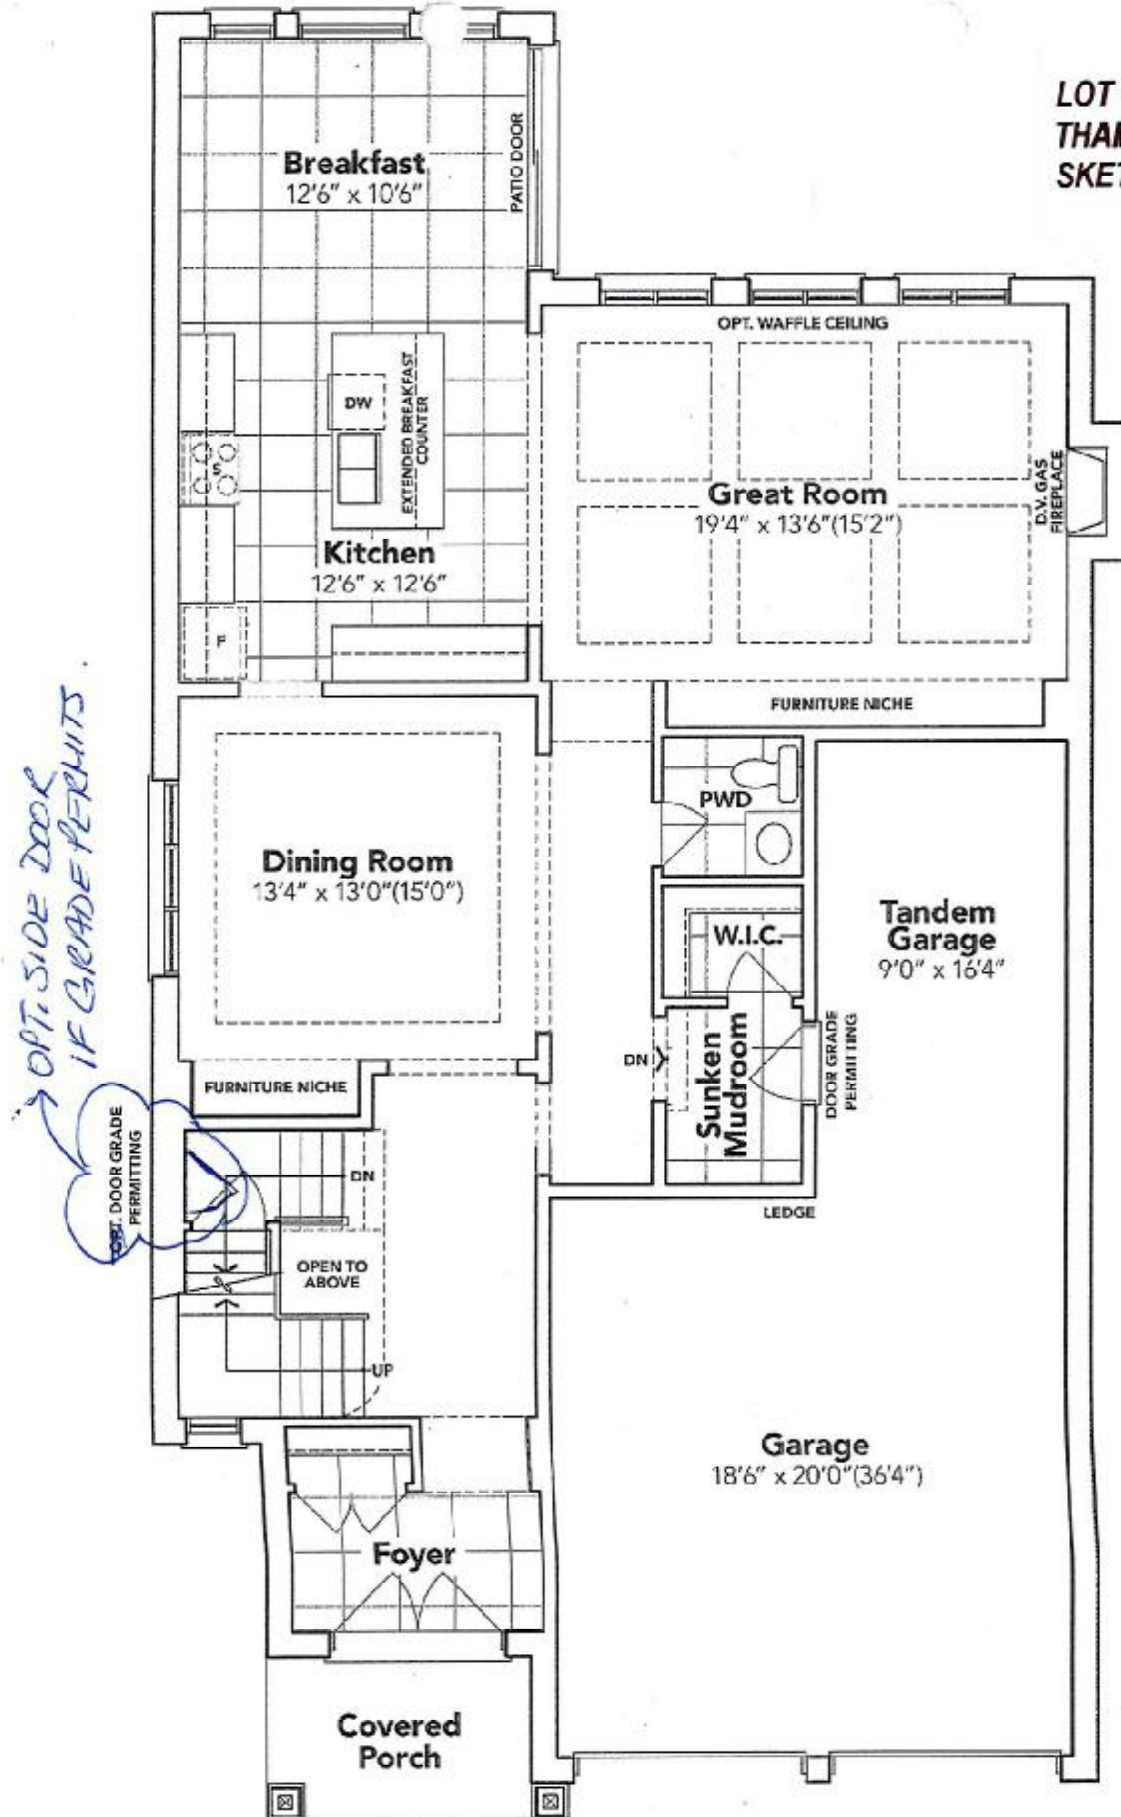 LOT
SKET
Breakfast
12'6" x 10'6"
PATIO DOOR
OPT. WAFFLE CEILING
DW
EXTENDED BREAKFAST
COUNTER
S
Great Room
19'4" x 13'6"(15'2")
D.V. GAS
FIREPLACE
Kitchen
12'6" x 12'6"
F
FURNITURE NICHE
PWD
Dining Room
13'4" x 13'0"(15'0")
Tandem
Garage
9'0" x 16'4"
W.I.C.
Sunken
Mudroom
DN
DOOR GRADE
PERMITTING
OPT. SIDE DOOR
IF GRADE PERMITS.
FURNITURE NICHE
OPT. DOOR GRADE
PERMITTING
DN
LEDGE
OPEN TO
ABOVE
UP
Garage
18'6" x 20'0"(36'4")
Foyer
Covered
Porch